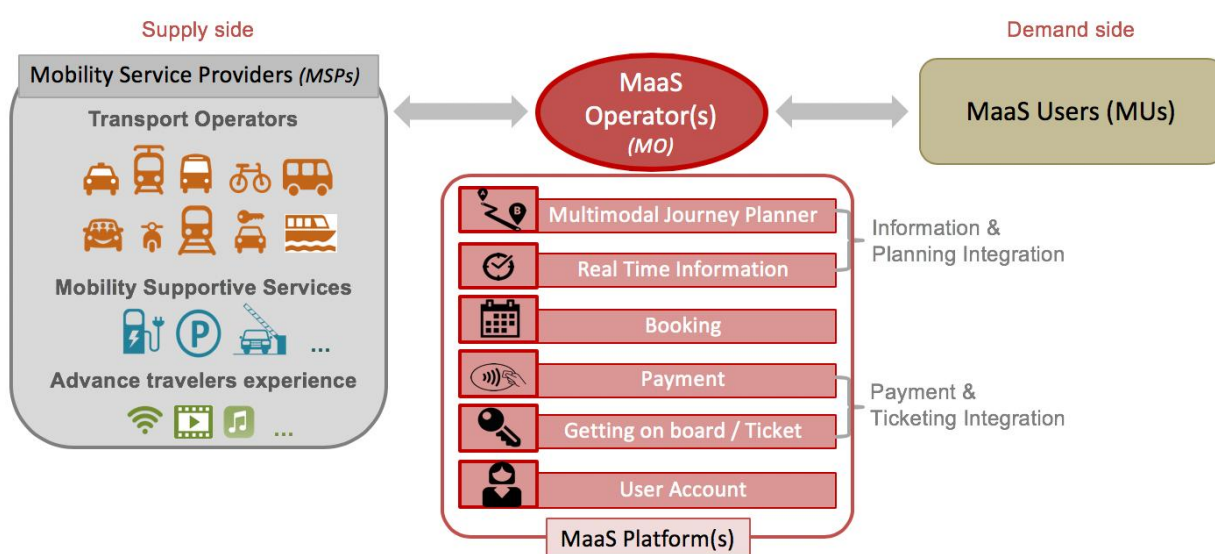 Supply side
Mobility Service Providers (MSPs)
Transport Operators
Mobility Supportive Services
P
...
Advance travelers experience
...
MaaS
Operator(s)
(MO)
A
B
Multimodal Journey Planner
Real Time Information
Booking
Payment
Getting on board / Ticket
User Account
MaaS Platform(s)
Information &
Planning Integration
Payment &
Ticketing Integration
Demand side
MaaS Users (MUs)